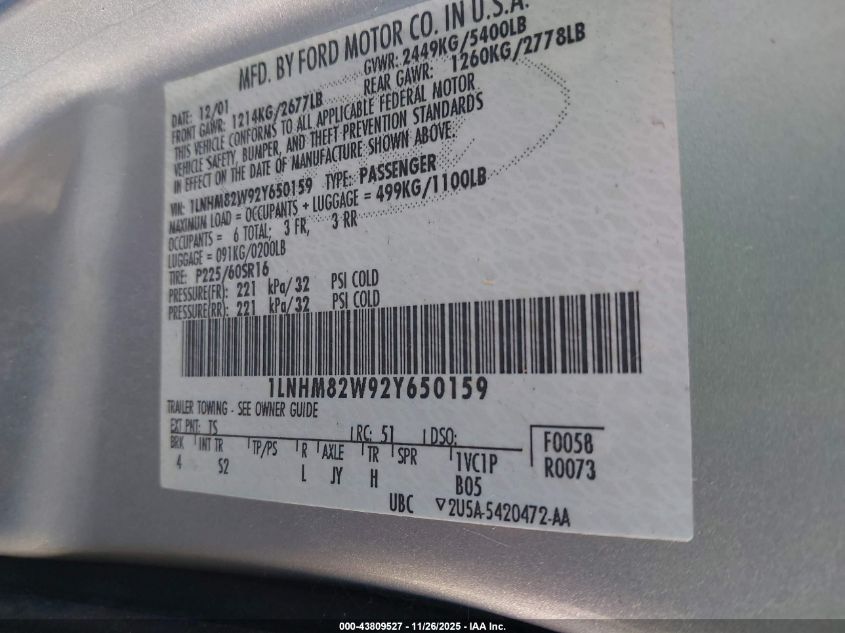 MFD. BY FORD MOTOR CO. IN U.S.A.
DATE: 12/01 GVWR: 2449KG/5400LB
FRONT GAWR: 1214KG/2677LB REAR GAWR: 1260KG/2778LB
THIS VEHICLE CONFORMS TO ALL APPLICABLE FEDERAL MOTOR
VEHICLE SAFETY, BUMPER, AND THEFT PREVENTION STANDARDS
IN EFFECT ON THE DATE OF MANUFACTURE SHOWN ABOVE.
VIN: 1LNHM82W92Y650159 TYPE: PASSENGER
MAXIMUM LOAD = OCCUPANTS + LUGGAGE = 499KG/1100LB
OCCUPANTS = 6 TOTAL; 3 FR, 3 RR
LUGGAGE = 091KG/0200LB
TIRE: P225/60SR16
PRESSURE(FR): 221 kPa/32 PSI COLD
PRESSURE(RR): 221 kPa/32 PSI COLD
1LNHM82W92Y650159
TRAILER TOWING - SEE OWNER GUIDE
EXT PNT: TS RC: 51 DSO: F0058
BRK INT TR TP/PS R AXLE TR SPR 1VC1P R0073
4 S2 L JY H B05
UBC 2U5A-5420472-AA
000-43809527 - 11/26/2025 - IAA Inc.